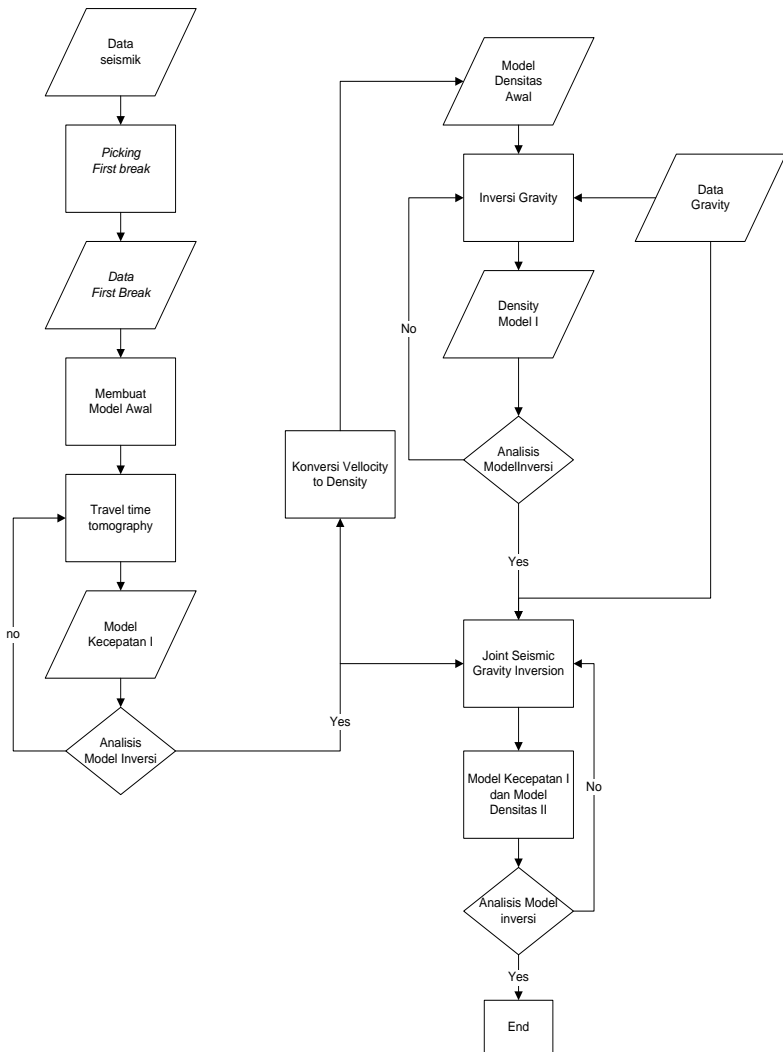 Data
seismik
Picking
First break
Data
First Break
Membuat
Model Awal
Travel time
tomography
no
Model
Kecepatan I
Analisis
Model Inversi
Yes
Konversi Vellocity
to Density
Model
Densitas
Awal
Inversi Gravity
Data
Gravity
No
Density
Model I
Analisis
ModelInversi
Yes
Joint Seismic
Gravity Inversion
Model Kecepatan I
dan Model
Densitas II
No
Analisis Model
inversi
Yes
End